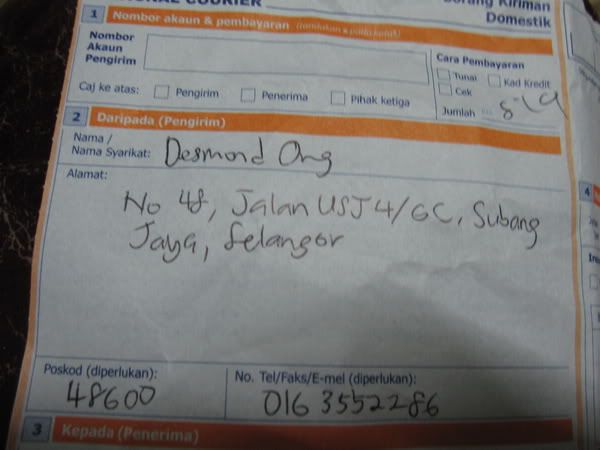 COURIER
Borang Kiriman
Domestik
1 Nombor akaun & pembayaran
Nombor
Akaun
Pengirim
Cara Pembayaran
Tunai Kad Kredit
Cek
Caj ke atas: Pengirim Penerima Pihak ketiga
Jumlah
2 Daripada (Pengirim)
Nama /
Nama Syarikat: Desmond Ong
Alamat:
No 48, Jalan USJ 4/6C, Subang
Jaya, Selangor
Poskod (diperlukan):
48600
No. Tel/Faks/E-mel (diperlukan):
016 3552286
3 Kepada (Penerima)
4